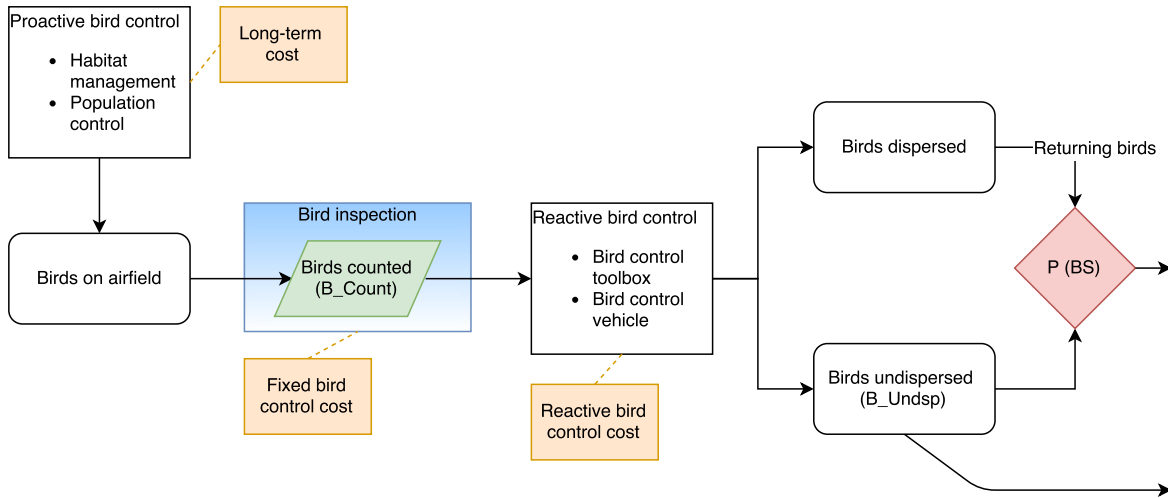 Proactive bird control
• Habitat
management
• Population
control
Long-term
cost
Birds on airfield
Bird inspection
Birds counted
(B_Count)
Fixed bird
control cost
Reactive bird control
• Bird control
toolbox
• Bird control
vehicle
Reactive bird
control cost
Birds dispersed
Returning birds
P (BS)
Birds undispersed
(B_Undsp)